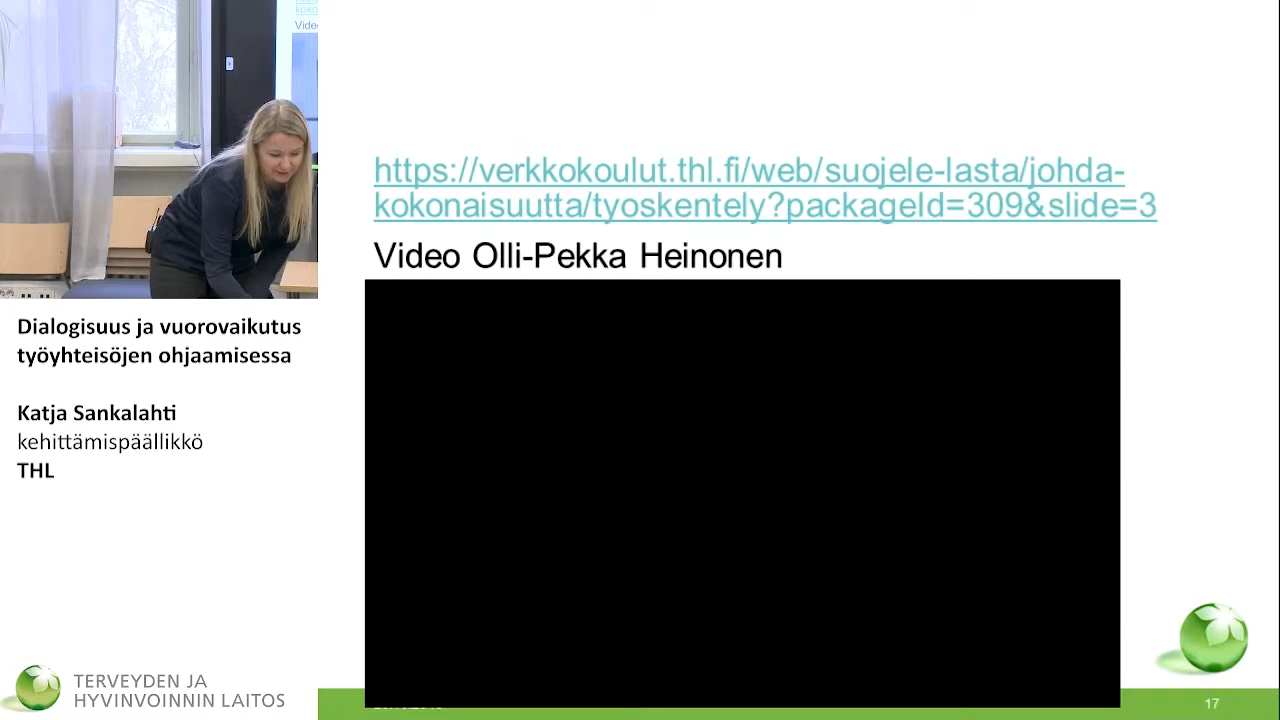 Dialogisuus ja vuorovaikutus
työyhteisöjen ohjaamisessa
Katja Sankalahti
kehittämispäällikkö
THL
TERVEYDEN JA
HYVINVOINNIN LAITOS
https://verkkokoulut.thl.fi/web/suojele-lasta/johda-
kokonaisuutta/tyoskentely?packageId=309&slide=3
Video Olli-Pekka Heinonen
17